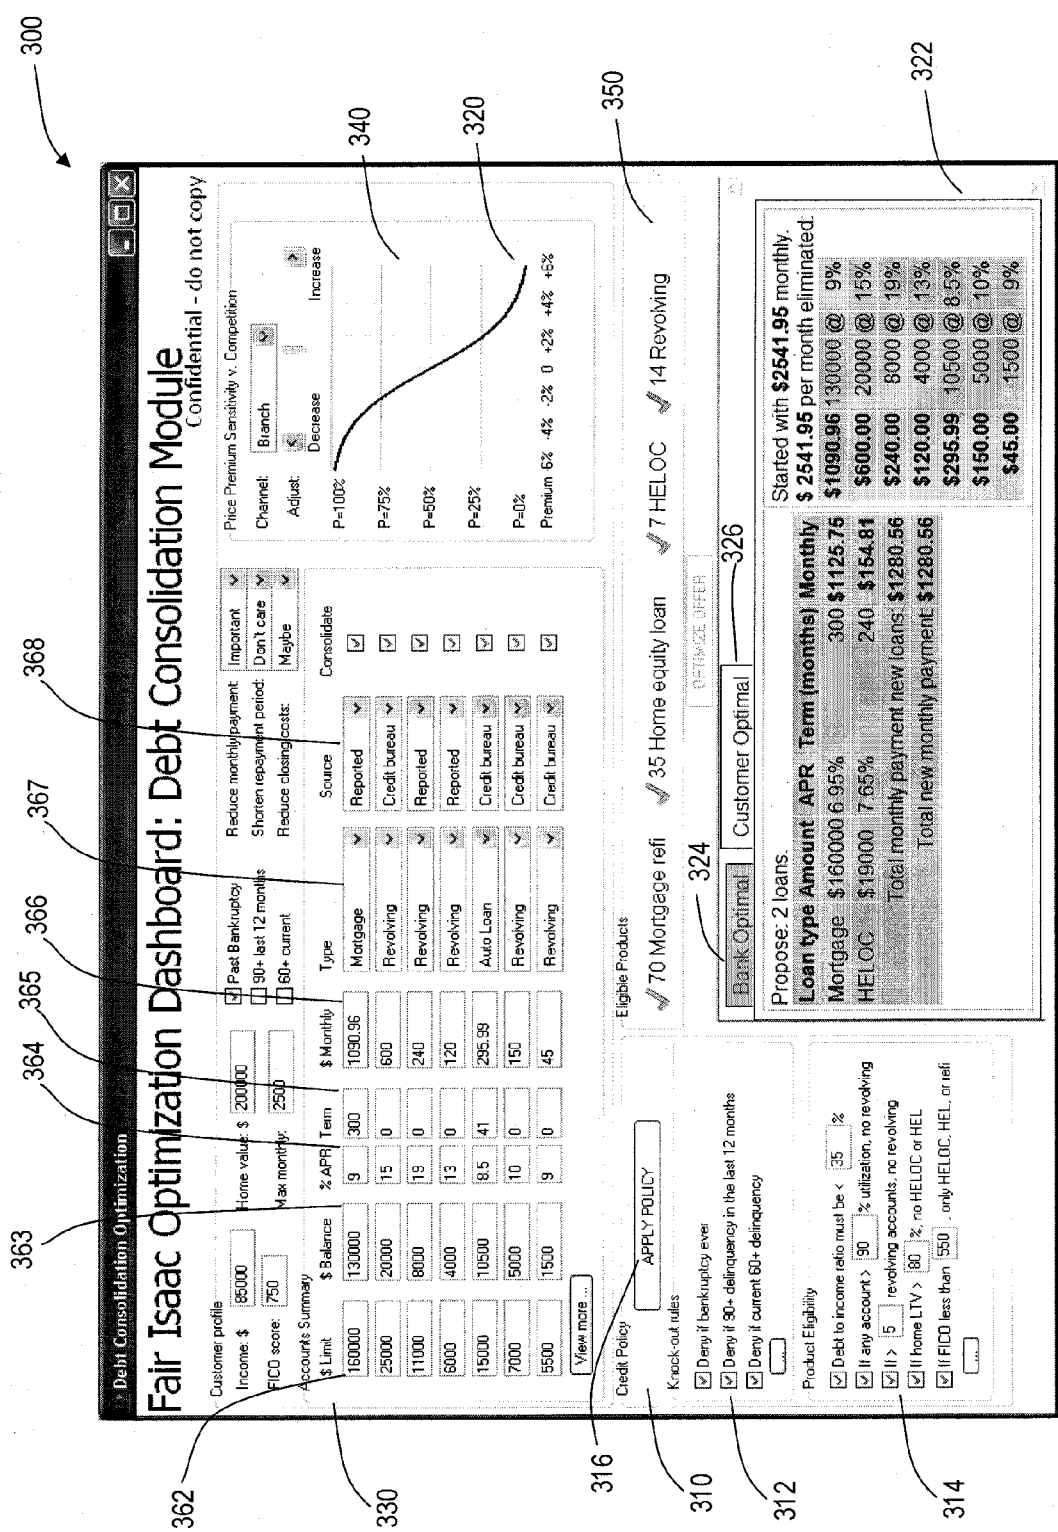 300
Debt Consolidation Optimization
Fair Isaac Optimization Dashboard: Debt Consolidation Module
Confidential - do not copy
Customer profile
Income: $ 85000 Home value: $ 200000
FICO score: 750 Max monthly: 2500
Past Bankruptcy
90+ last 12 months
60+ current
Reduce monthly payment: Important
Shorten repayment period: Don't care
Reduce closing costs: Maybe
Accounts Summary
$ Limit $ Balance % APR Term $ Monthly Type Source Consolidate
160000 130000 9 300 1090.96 Mortgage Reported
25000 20000 15 0 600 Revolving Credit bureau
11000 8000 19 0 240 Revolving Reported
6000 4000 13 0 120 Revolving Reported
15000 10500 8.5 41 295.99 Auto Loan Credit bureau
7000 5000 10 0 150 Revolving Credit bureau
5500 1500 9 0 45 Revolving Credit bureau
View more ...
362
363
364
365
366
367
368
330
Price Premium Sensitivity v. Competition
Channel: Branch
Adjust: < >
Decrease Increase
P=100%
P=75%
P=50%
P=25%
P=0%
Premium -6% -4% -2% 0 +2% +4% +6%
340
320
Credit Policy
APPLY POLICY
Knock-out rules
Deny if bankruptcy ever
Deny if 90+ delinquency in the last 12 months
Deny if current 60+ delinquency
...
Product Eligibility
Debt to income ratio must be < 35 %
If any account > 90 % utilization, no revolving
If > 5 revolving accounts, no revolving
If home LTV > 80 %, no HELOC or HEL
If FICO less than 550 , only HELOC, HEL, or refi
...
316
310
312
314
Eligible Products
70 Mortgage refi 35 Home equity loan 7 HELOC 14 Revolving
350
OPTIMIZE OFFER
324
326
Bank Optimal Customer Optimal
322
Propose: 2 loans.
Loan type Amount APR Term (months) Monthly
Mortgage $160000 6.95% 300 $1125.75
HELOC $19000 7.65% 240 $154.81
Total monthly payment new loans: $1280.56
Total new monthly payment: $1280.56
Started with $2541.95 monthly.
$ 2541.95 per month eliminated:
$1090.96 130000 @ 9%
$600.00 20000 @ 15%
$240.00 8000 @ 19%
$120.00 4000 @ 13%
$295.99 10500 @ 8.5%
$150.00 5000 @ 10%
$45.00 1500 @ 9%